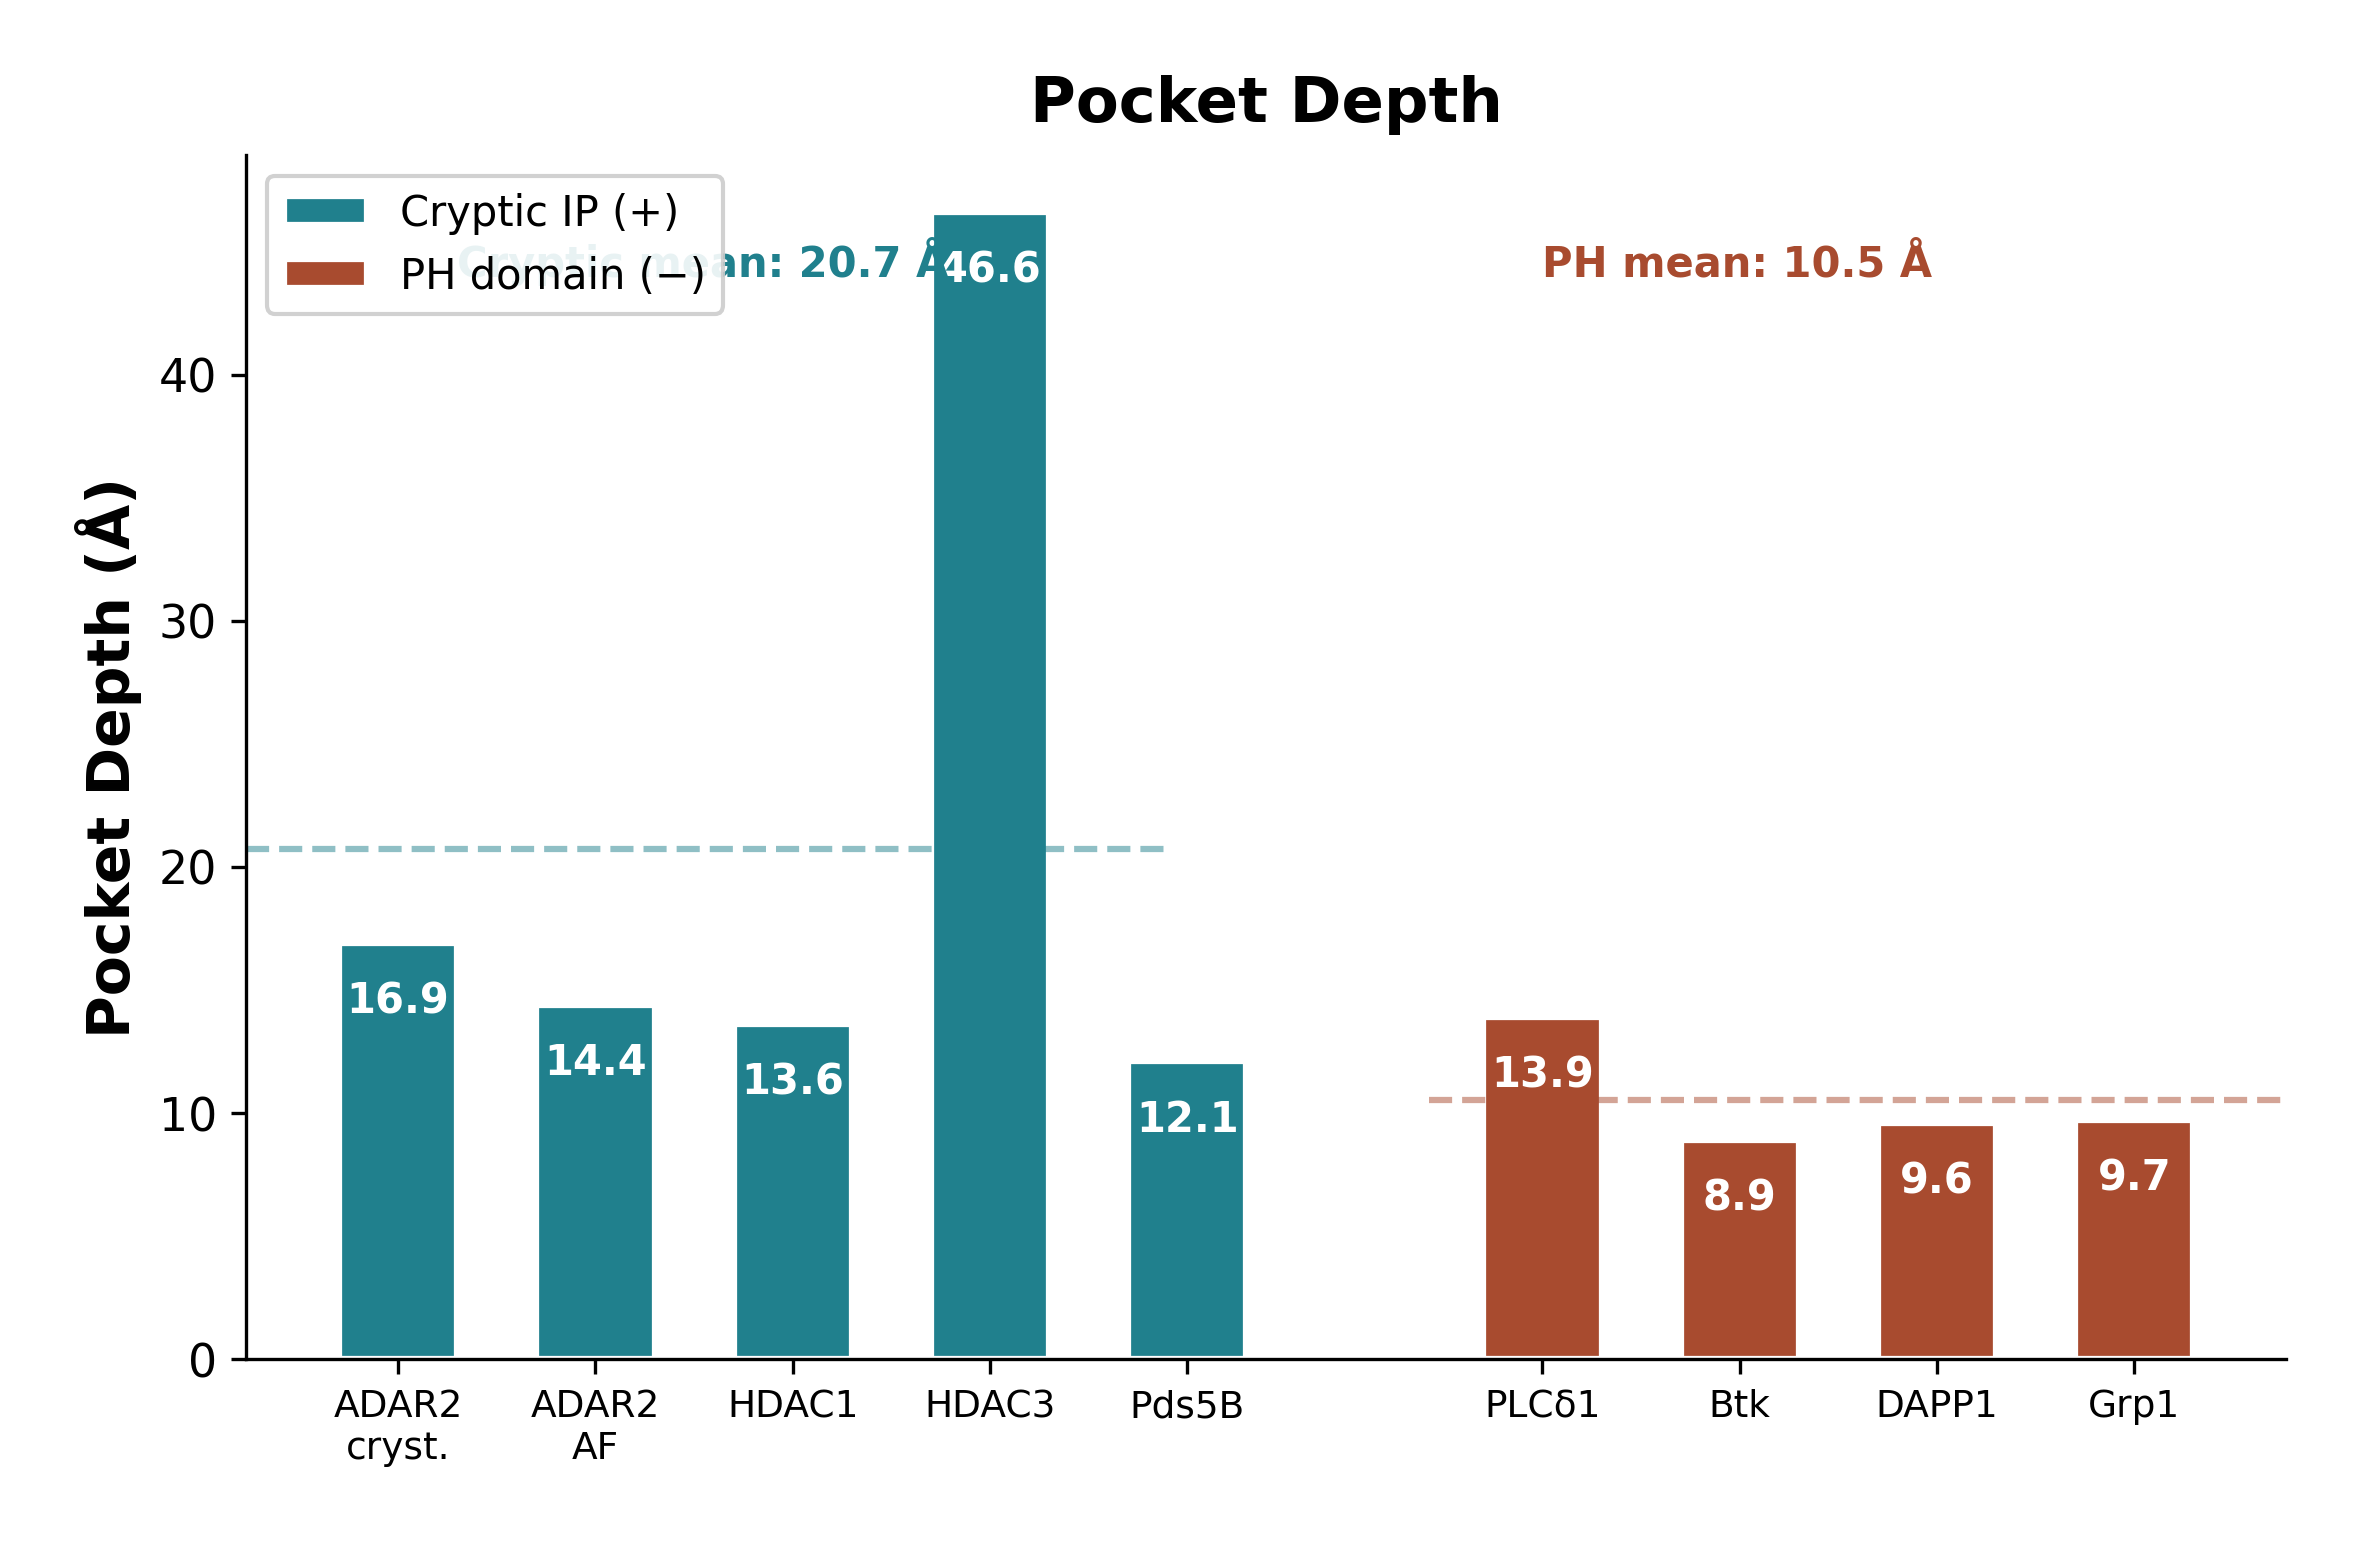 Pocket Depth
Cryptic IP (+)
PH domain (−)
Cryptic mean: 20.7 Å
PH mean: 10.5 Å
Pocket Depth (Å)
40
30
20
10
0
46.6
16.9
14.4
13.6
12.1
13.9
8.9
9.6
9.7
ADAR2
cryst.
ADAR2
AF
HDAC1
HDAC3
Pds5B
PLCδ1
Btk
DAPP1
Grp1